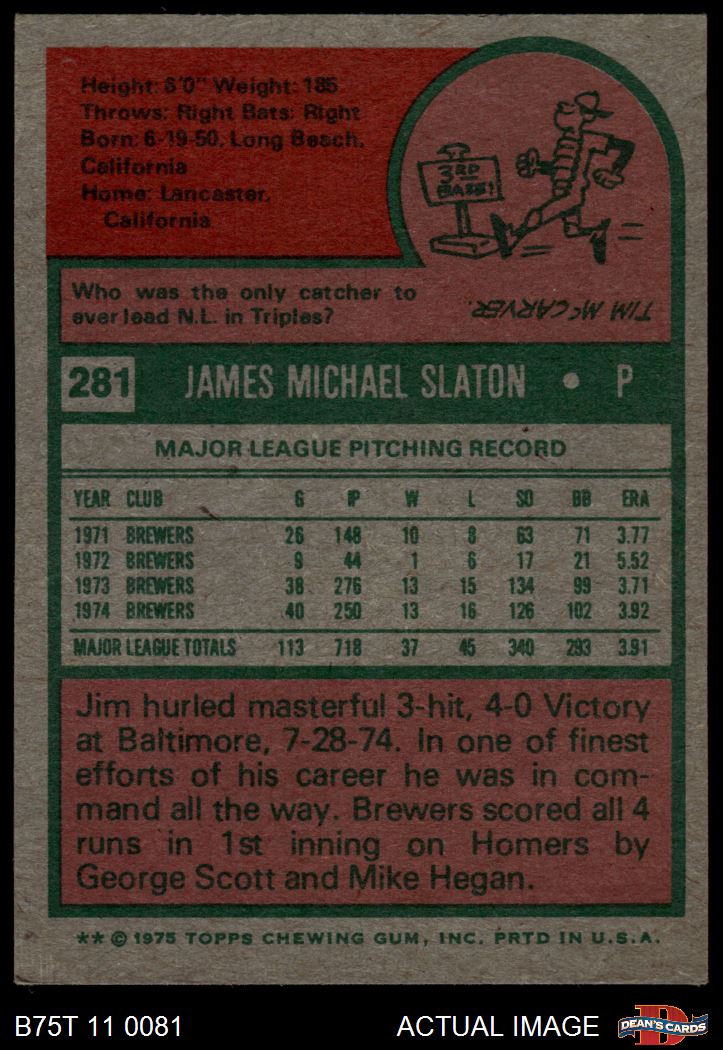 Height: 6'0" Weight: 185
Throws: Right Bats: Right
Born: 6-19-50, Long Beach,
California
Home: Lancaster,
California
3RD
BASE!
Who was the only catcher to
ever lead N.L. in Triples?
TIM McCARVER.
281 JAMES MICHAEL SLATON • P
MAJOR LEAGUE PITCHING RECORD
YEAR CLUB G IP W L SO BB ERA
1971 BREWERS 26 148 10 8 63 71 3.77
1972 BREWERS 9 44 1 6 17 21 5.52
1973 BREWERS 38 276 13 15 134 99 3.71
1974 BREWERS 40 250 13 16 126 102 3.92
MAJOR LEAGUE TOTALS 113 718 37 45 340 293 3.91
Jim hurled masterful 3-hit, 4-0 Victory
at Baltimore, 7-28-74. In one of finest
efforts of his career he was in com-
mand all the way. Brewers scored all 4
runs in 1st inning on Homers by
George Scott and Mike Hegan.
** © 1975 TOPPS CHEWING GUM, INC. PRTD IN U.S.A.
B75T 11 0081 ACTUAL IMAGE D DEAN'S CARDS